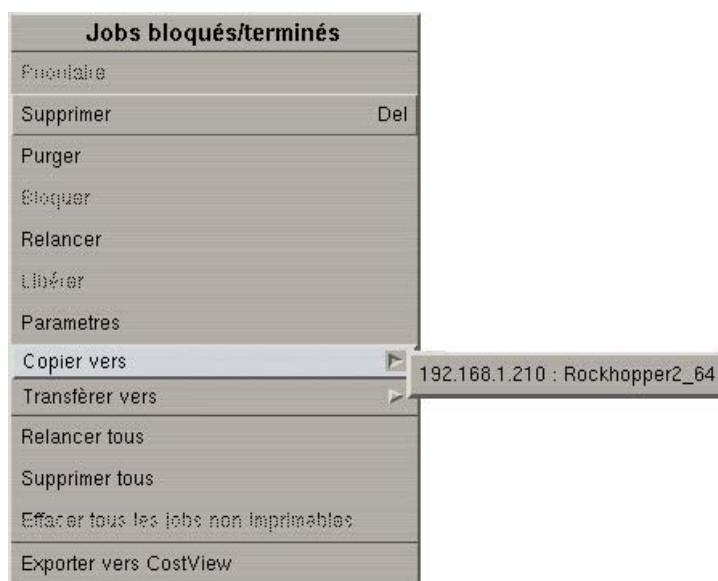 Jobs bloqués/terminés
Prioritaire
Supprimer Del
Purger
Bloquer
Relancer
Libérer
Parametres
Copier vers
192.168.1.210 : Rockhopper2_64
Transfèrer vers
Relancer tous
Supprimer tous
Effacer tous les jobs non imprimables
Exporter vers CostView